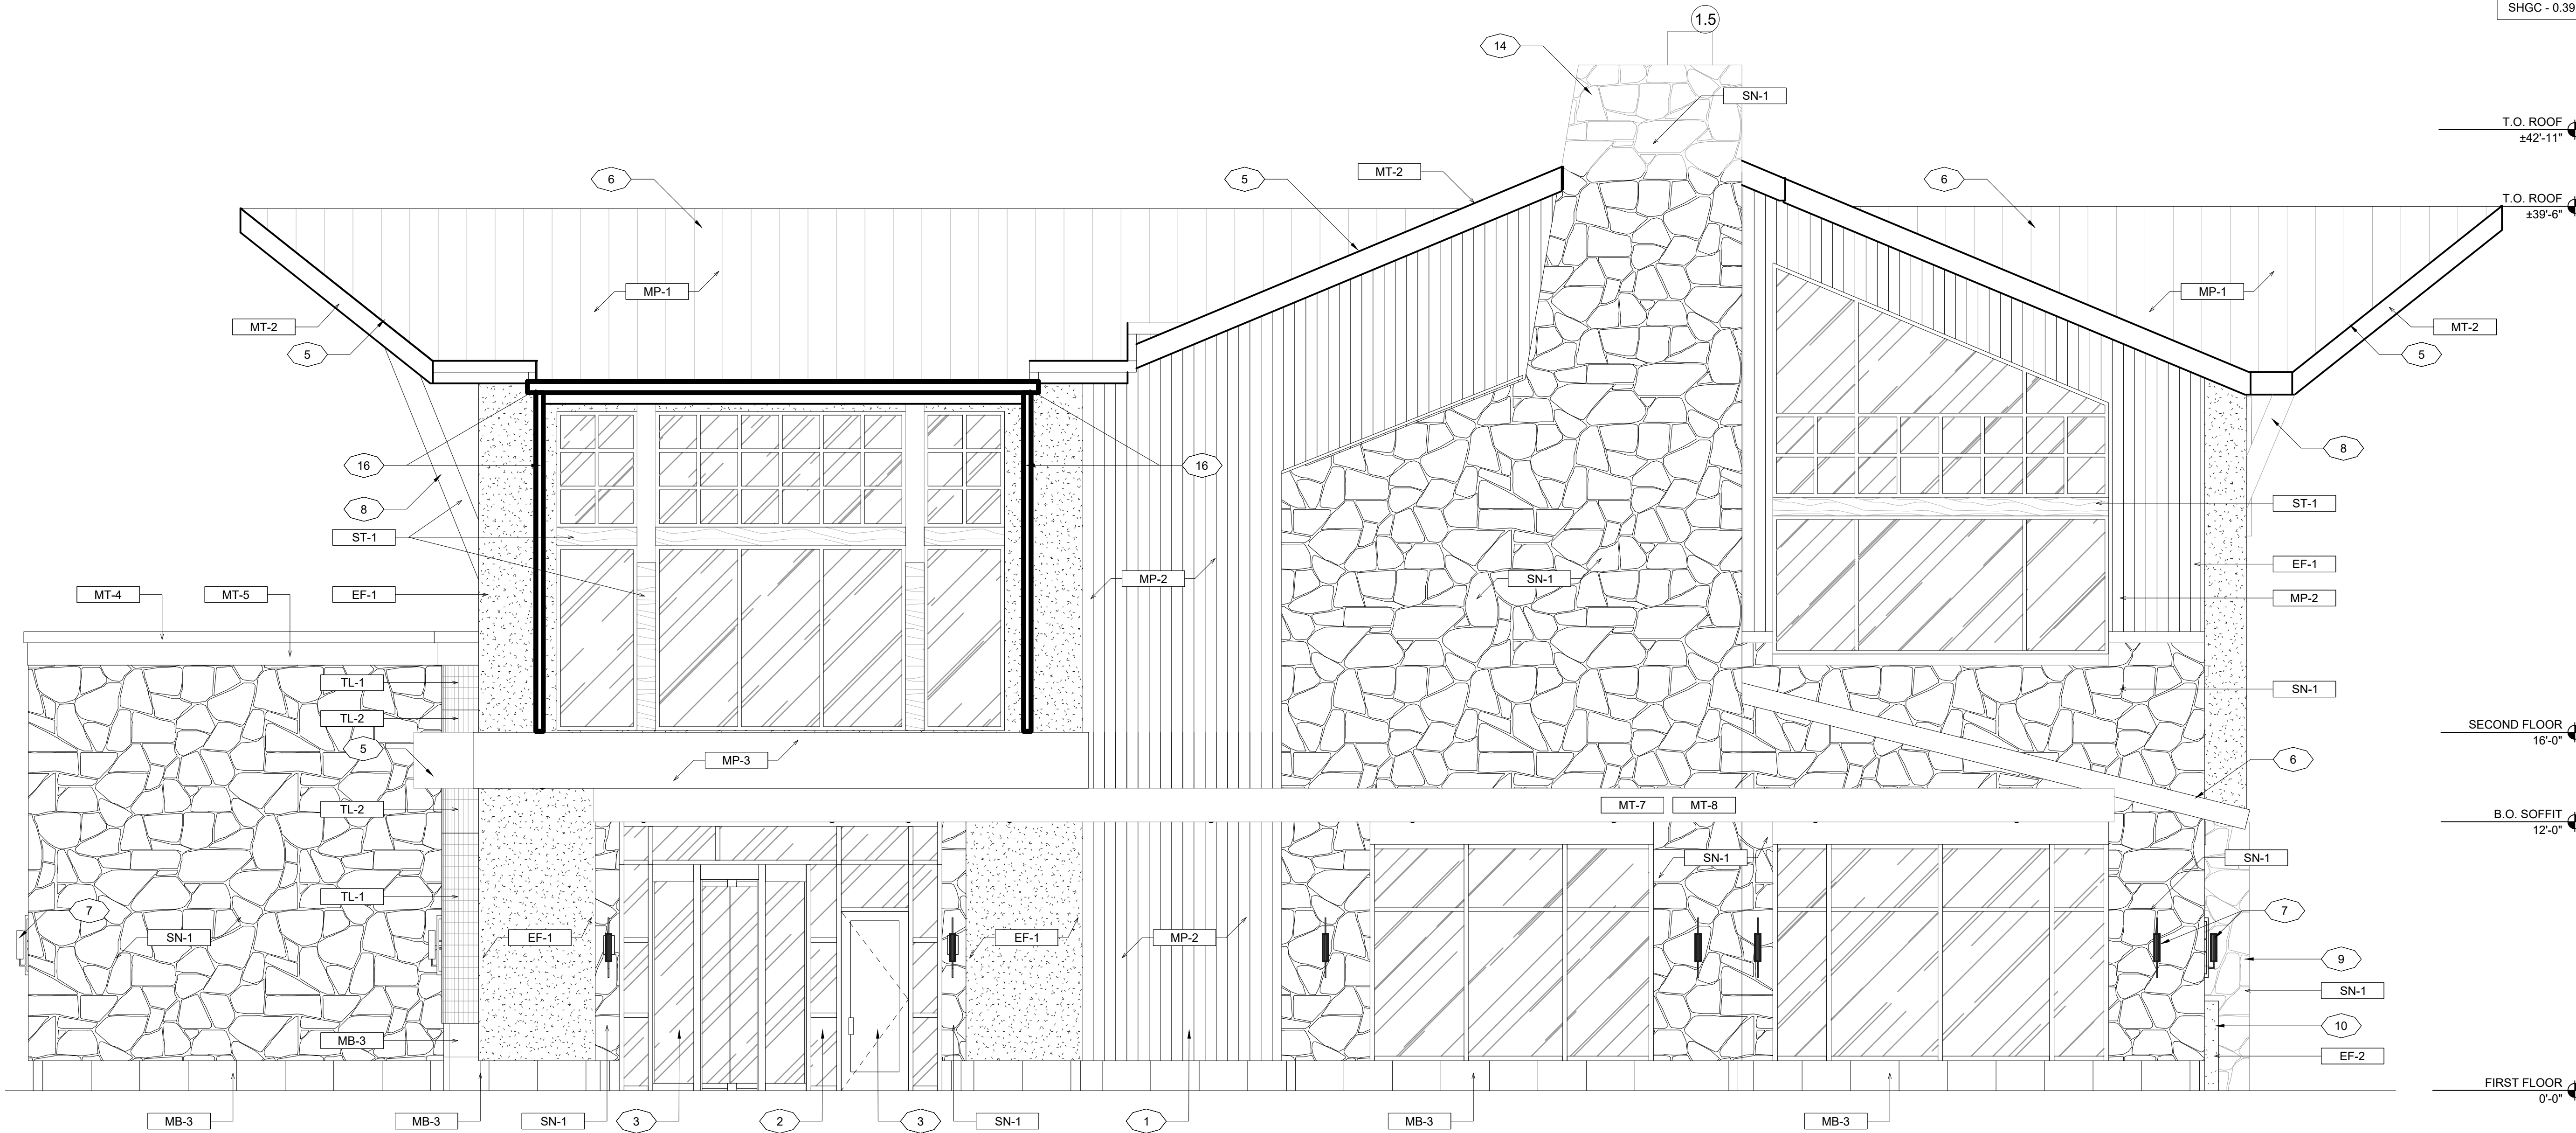 1.5
SHGC - 0.39
14
SN-1
T.O. ROOF
±42'-11"
6
5
MT-2
6
T.O. ROOF
±39'-6"
MP-1
MP-1
MT-2
MT-2
5
5
16
16
8
8
ST-1
ST-1
MP-2
SN-1
EF-1
MT-4
MT-5
EF-1
MP-2
TL-1
SN-1
TL-2
SECOND FLOOR
16'-0"
5
MP-3
6
TL-2
MT-7
MT-8
B.O. SOFFIT
12'-0"
SN-1
SN-1
TL-1
7
7
SN-1
EF-1
EF-1
MP-2
9
SN-1
10
MB-3
EF-2
FIRST FLOOR
0'-0"
MB-3
MB-3
SN-1
3
2
3
SN-1
1
MB-3
MB-3